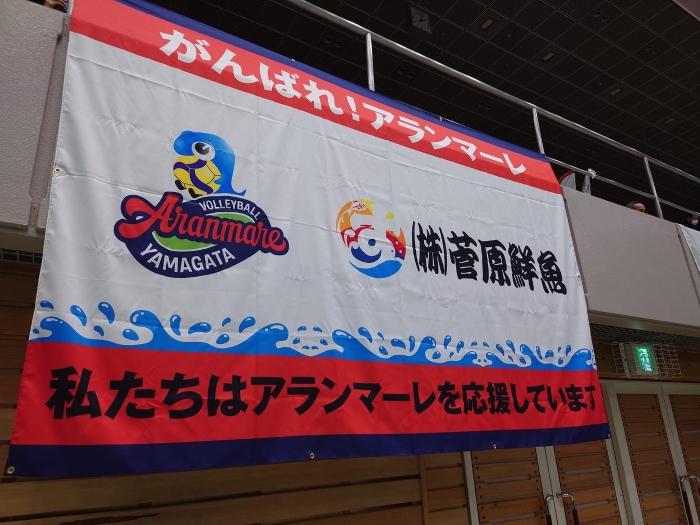 がんばれ!アランマーレ
VOLLEYBALL
Aranmare
YAMAGATA
(株)菅原鮮魚
私たちはアランマーレを応援しています